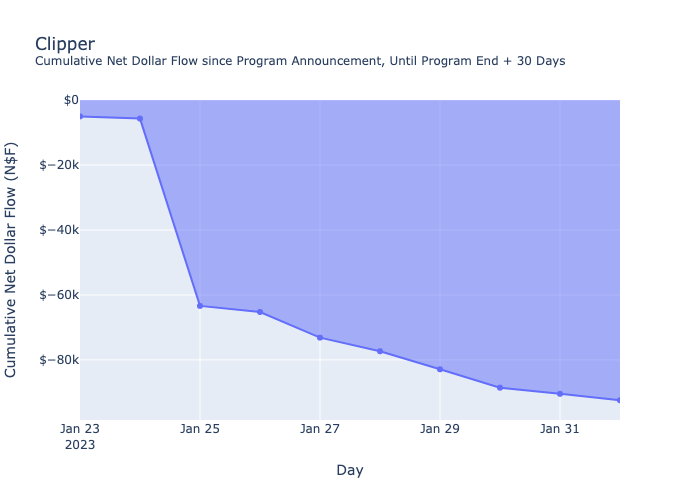 Clipper
Cumulative Net Dollar Flow since Program Announcement, Until Program End + 30 Days
Cumulative Net Dollar Flow (N$F)
$0
$−20k
$−40k
$−60k
$−80k
Jan 23
2023
Jan 25
Jan 27
Jan 29
Jan 31
Day